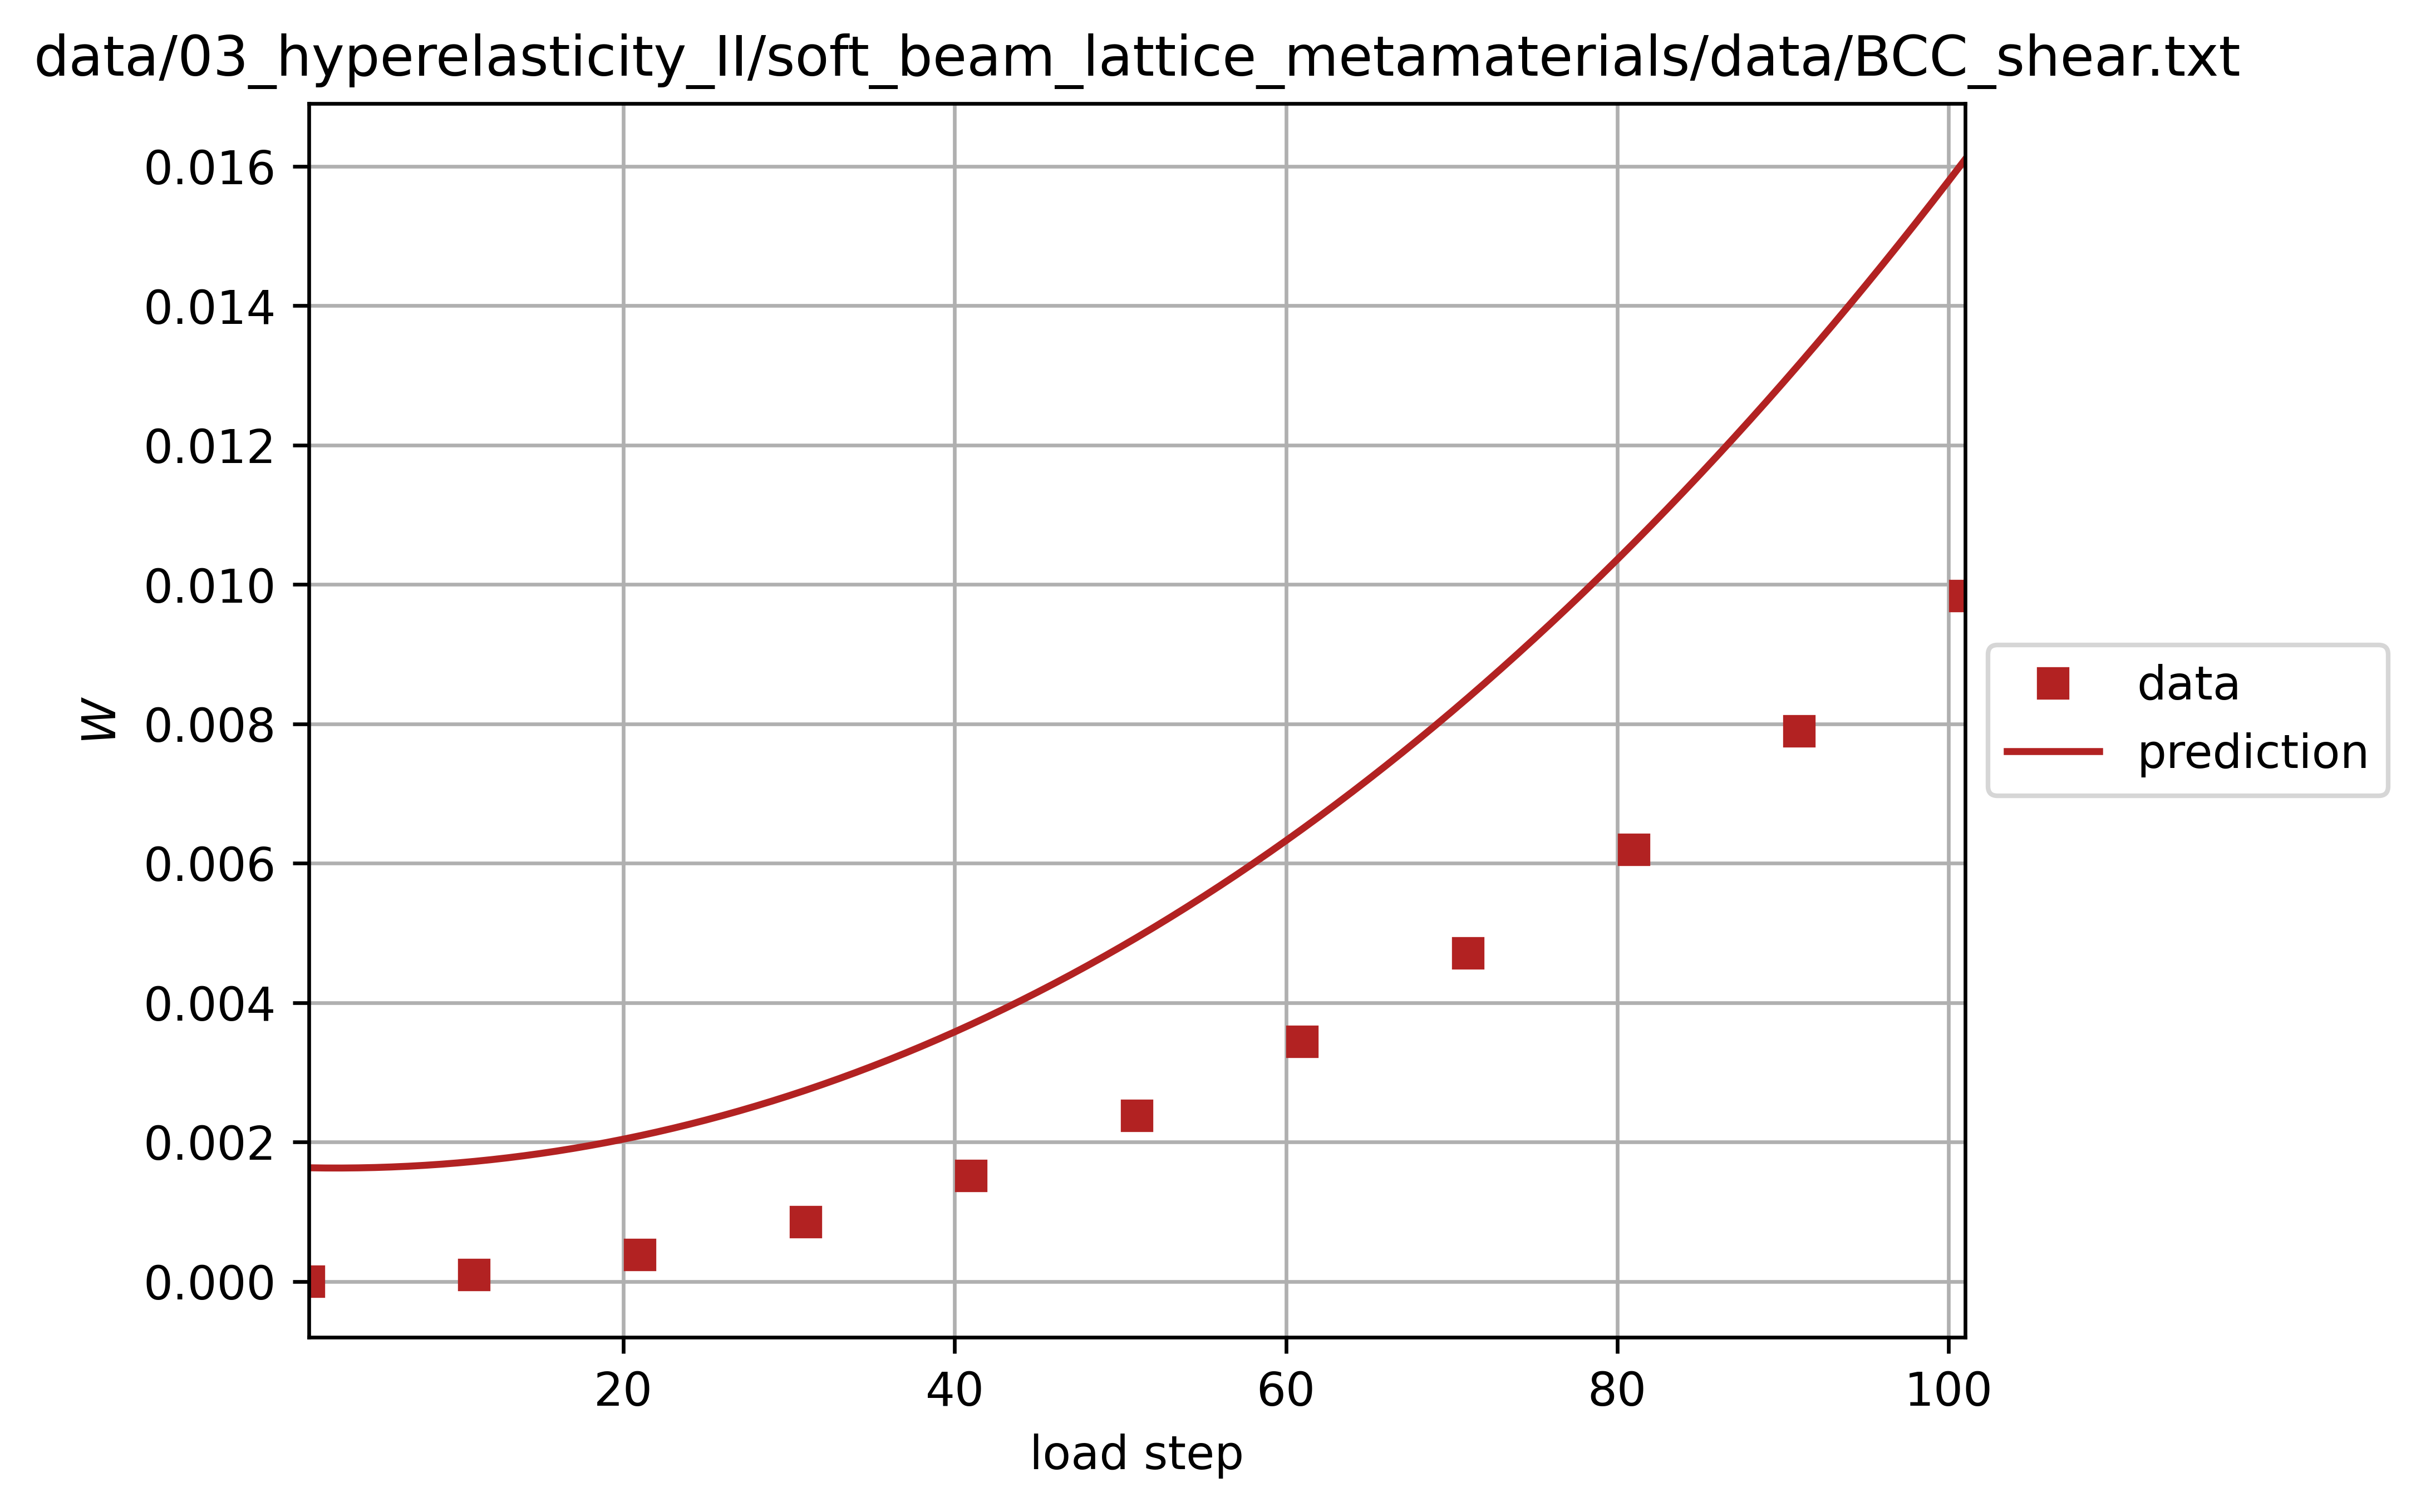 data/03_hyperelasticity_II/soft_beam_lattice_metamaterials/data/BCC_shear.txt
0.016
0.014
0.012
0.010
0.008
0.006
0.004
0.002
0.000
W
20 40 60 80 100
load step
data
prediction